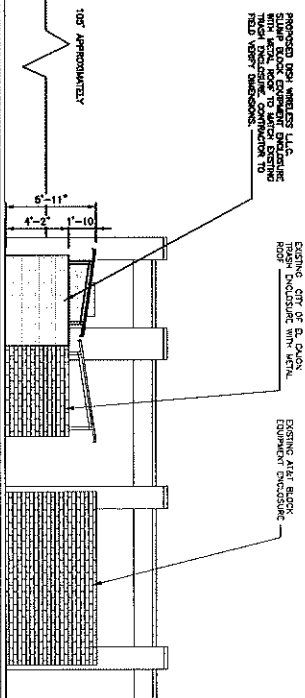 PROPOSED DISH WIRELESS L.L.C.
SLUMP BLOCK EQUIPMENT ENCLOSURE
WITH METAL ROOF TO MATCH EXISTING
TRASH ENCLOSURE. CONTRACTOR TO
FIELD VERIFY DIMENSIONS.
EXISTING CITY OF EL CAJON
TRASH ENCLOSURE WITH METAL
ROOF
EXISTING AT&T BLOCK
EQUIPMENT ENCLOSURE
105' APPROXIMATELY
5'-11"
4'-2"
1'-10